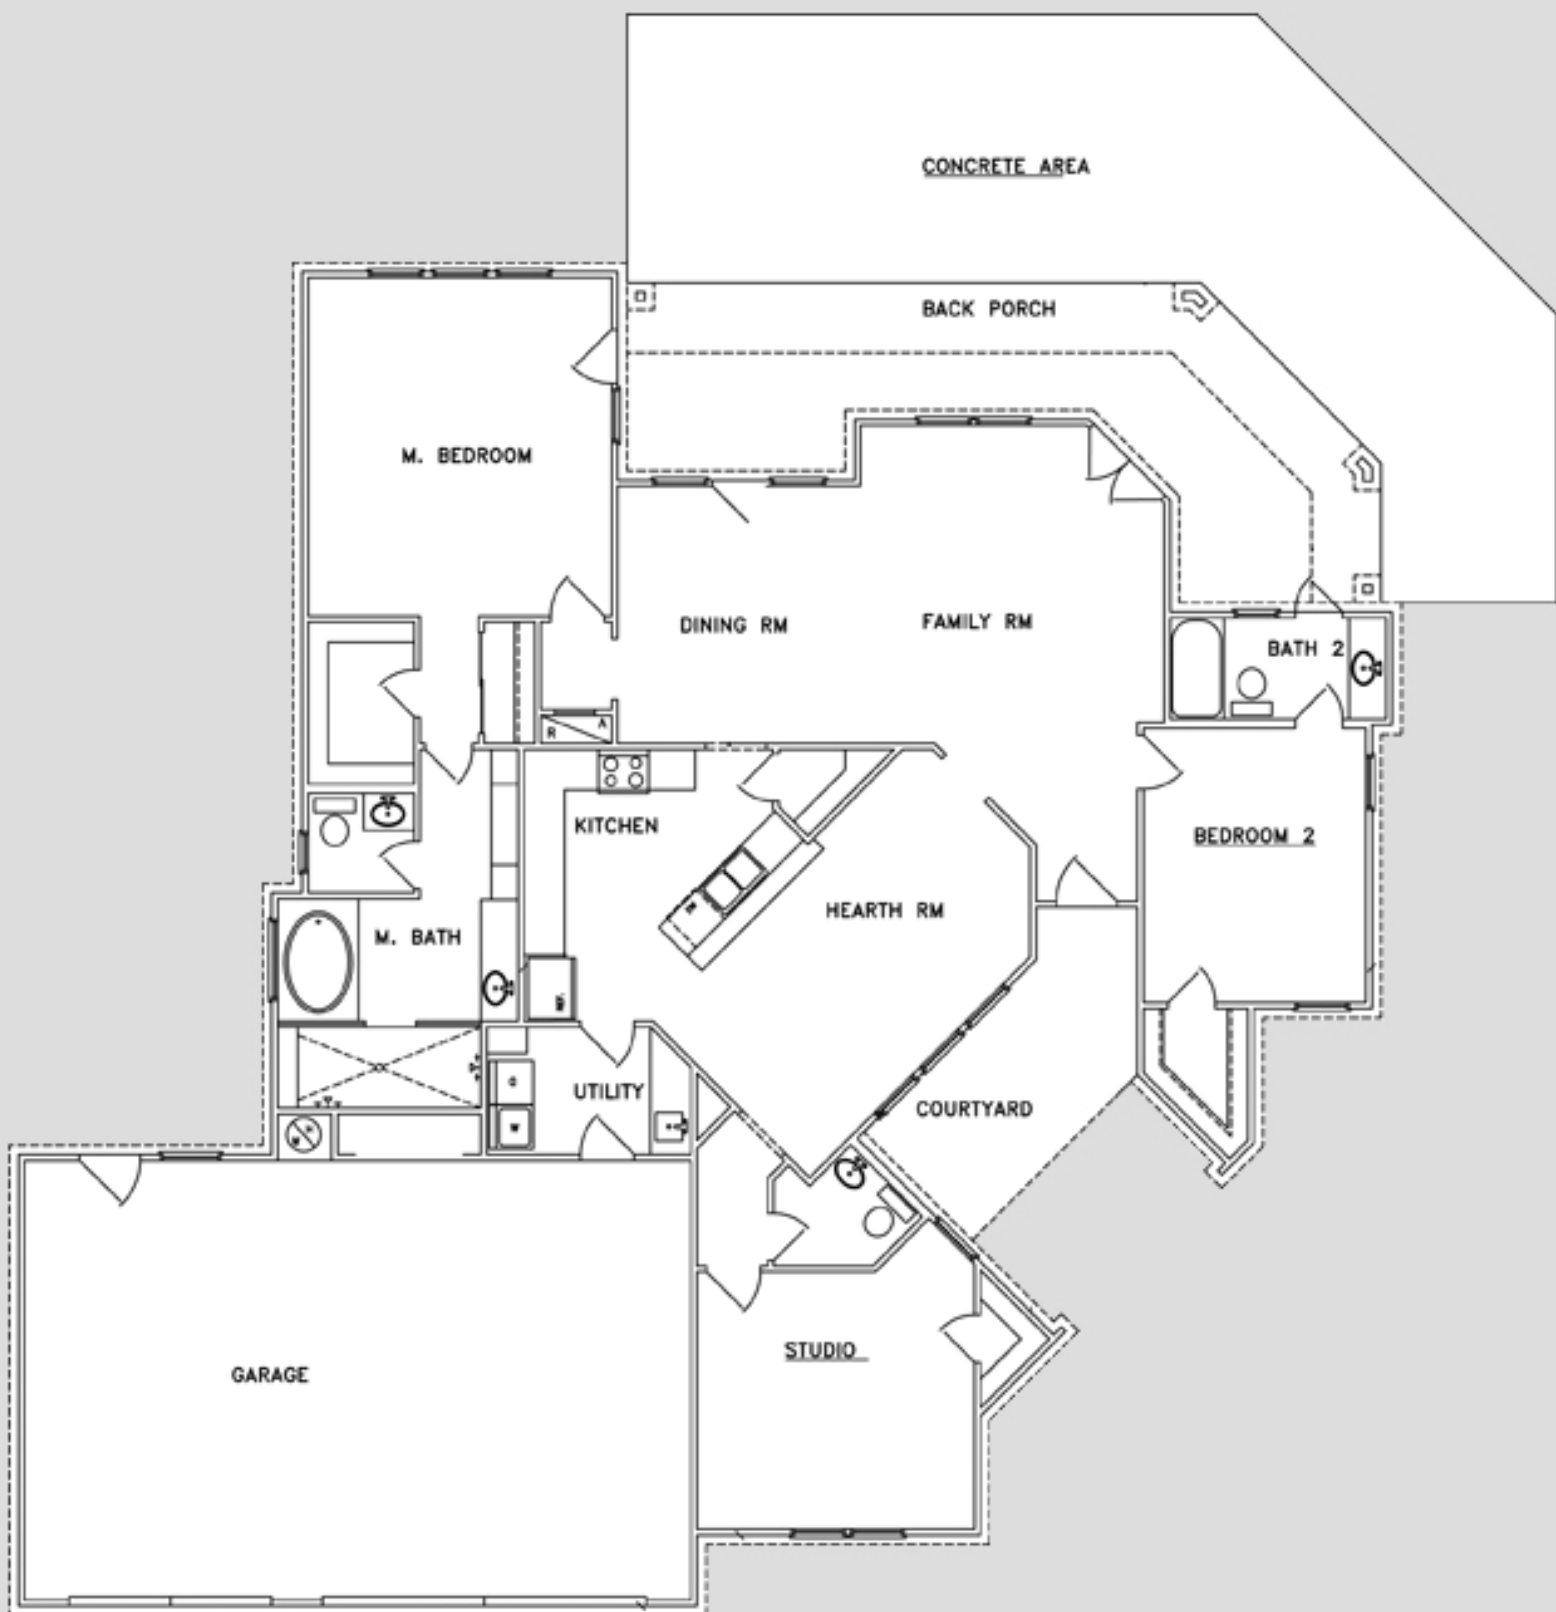 CONCRETE AREA
BACK PORCH
M. BEDROOM
DINING RM
FAMILY RM
BATH 2
R
A
KITCHEN
BEDROOM 2
HEARTH RM
M. BATH
REF.
UTILITY
COURTYARD
W
STUDIO
GARAGE